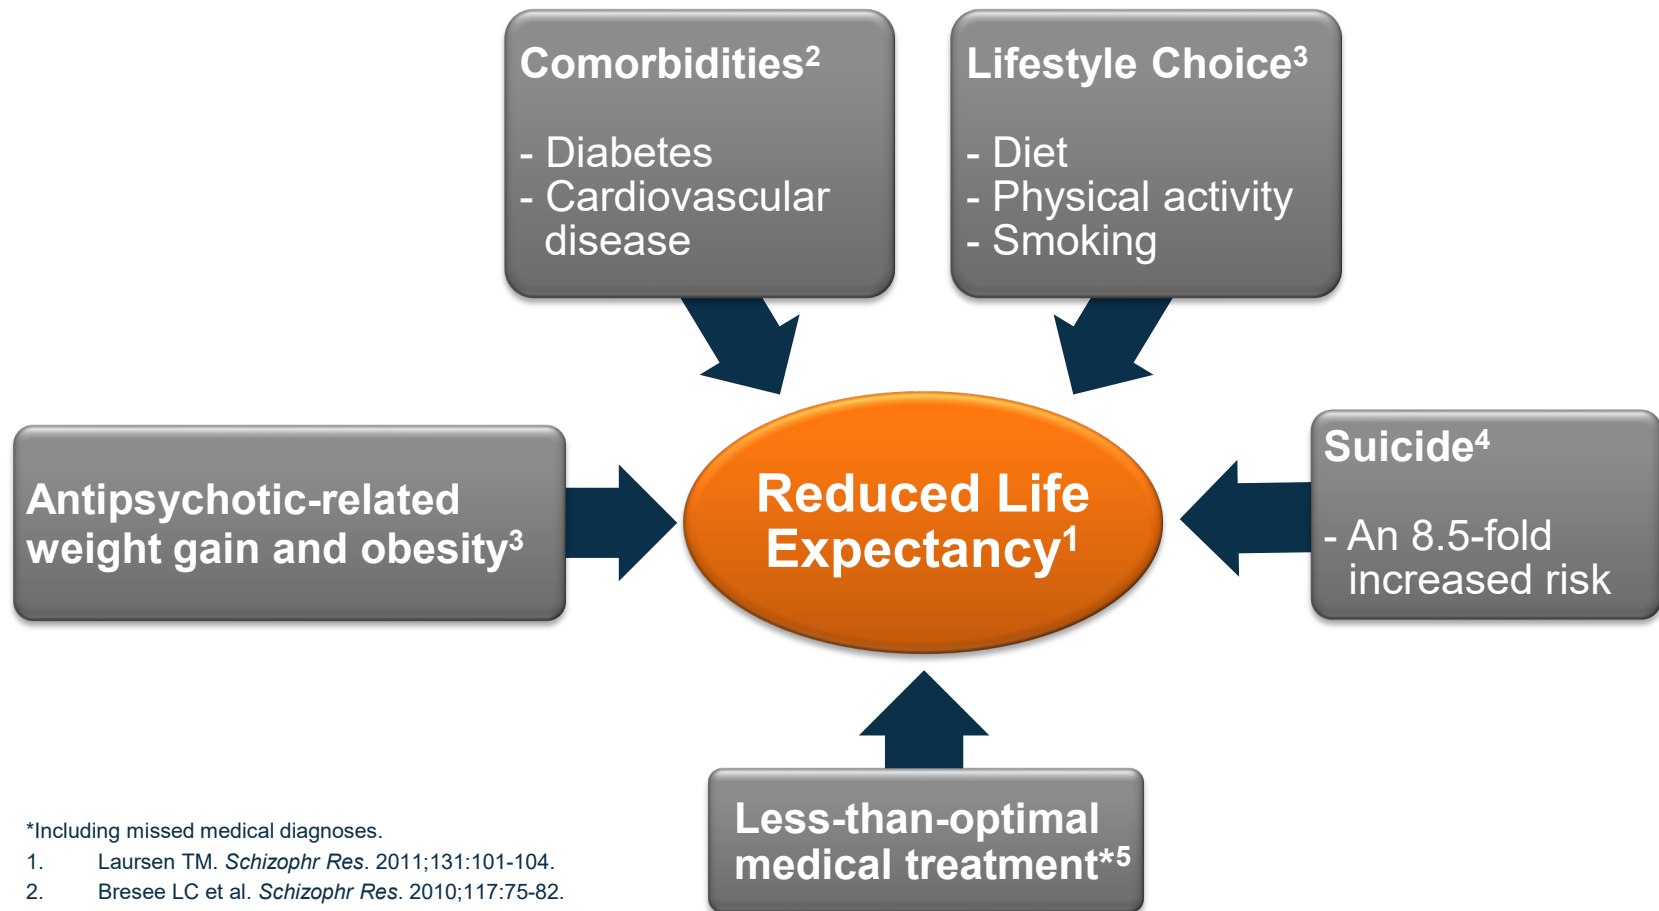 Comorbidities²
- Diabetes
- Cardiovascular
disease
Lifestyle Choice³
- Diet
- Physical activity
- Smoking
Antipsychotic-related
weight gain and obesity³
Reduced Life
Expectancy¹
Suicide⁴
- An 8.5-fold
increased risk
Less-than-optimal
medical treatment*⁵
*Including missed medical diagnoses.
1. Laursen TM. Schizophr Res. 2011;131:101-104.
2. Bresee LC et al. Schizophr Res. 2010;117:75-82.